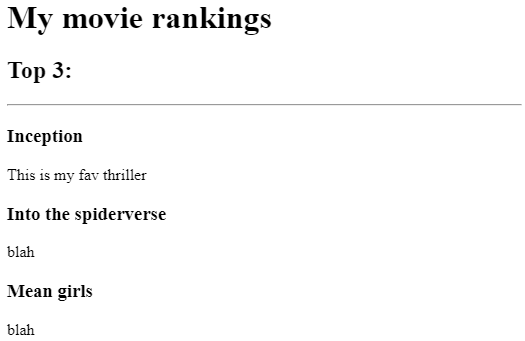 My movie rankings
Top 3:
Inception
This is my fav thriller
Into the spiderverse
blah
Mean girls
blah